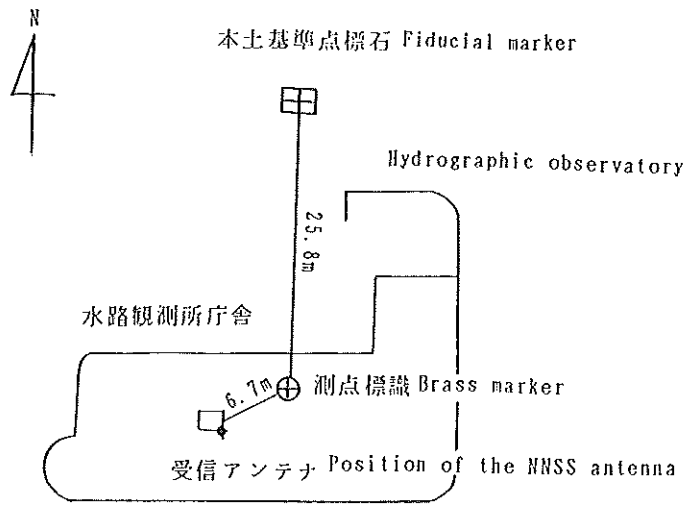 N
本土基準点標石 Fiducial marker
Hydrographic observatory
25.8m
水路観測所庁舎
6.7m
測点標識 Brass marker
受信アンテナ Position of the NNSS antenna